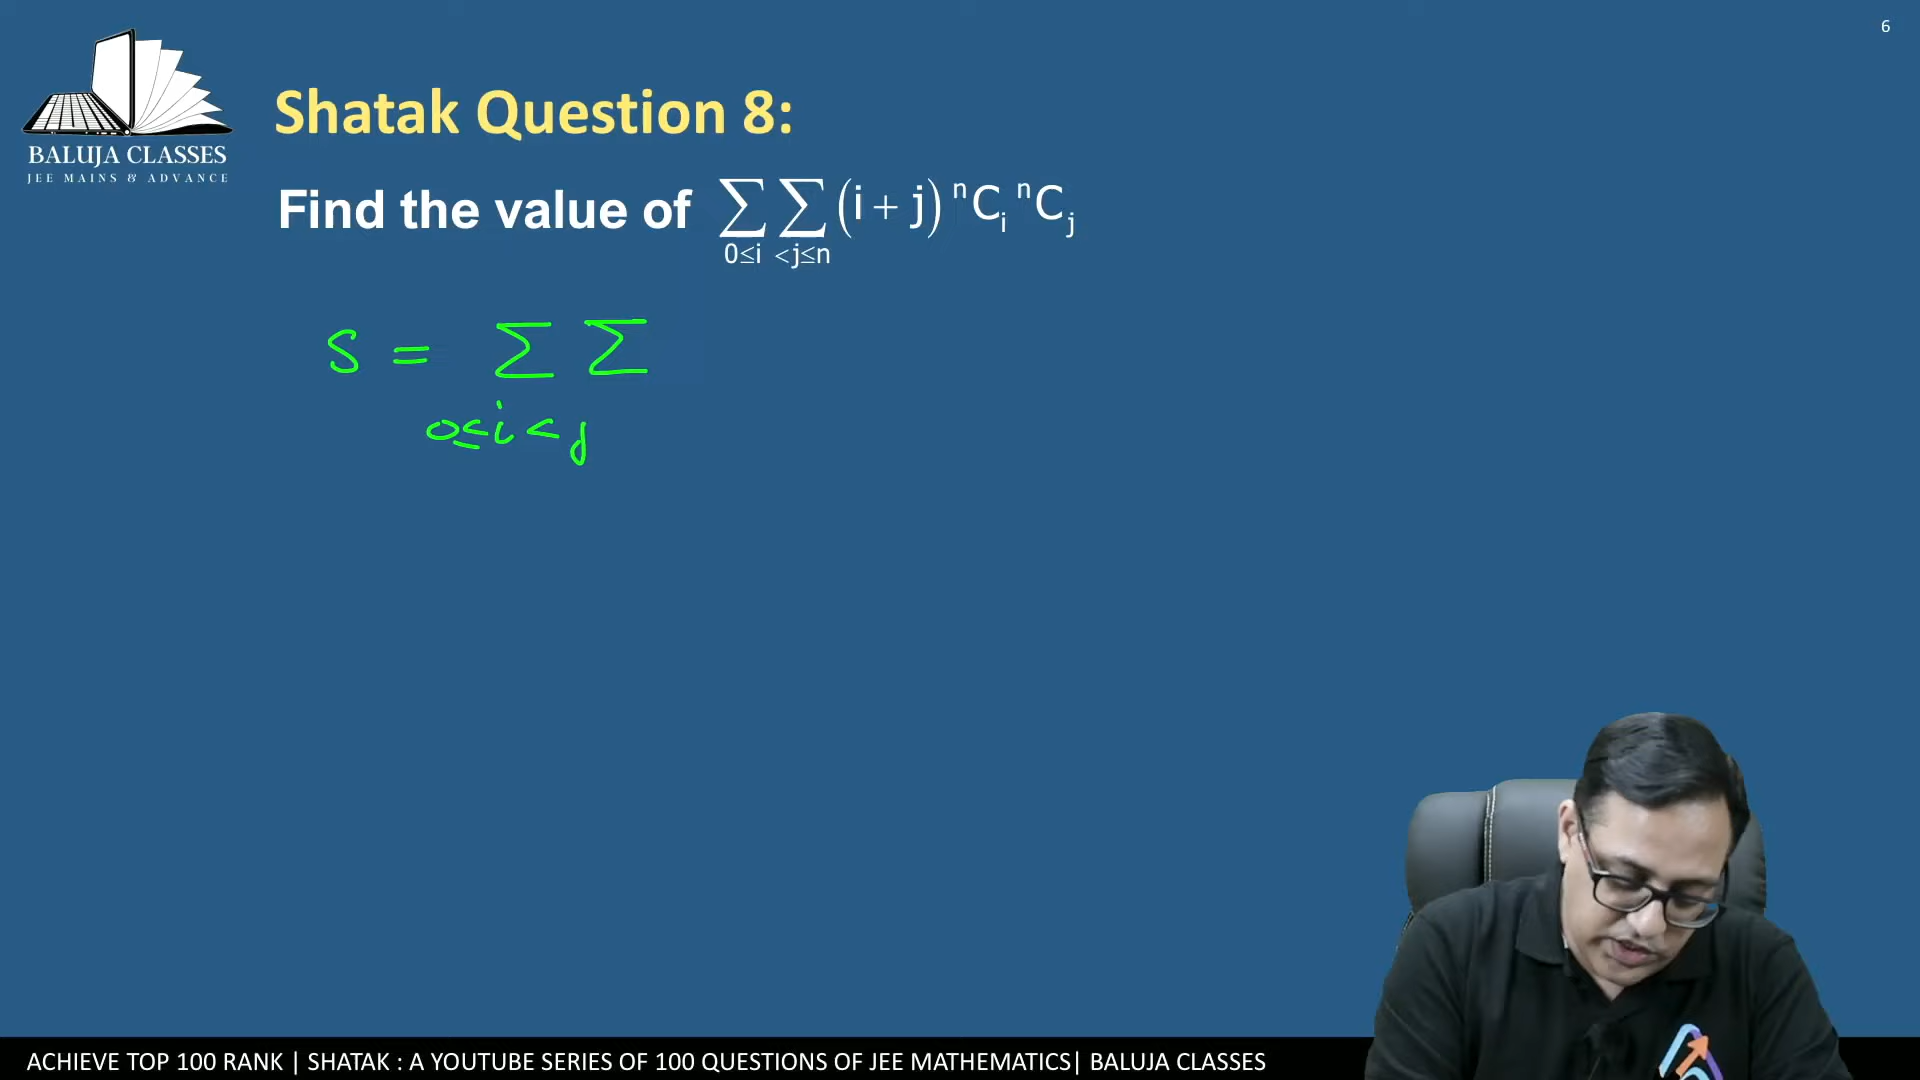 6
BALUJA CLASSES
JEE MAINS & ADVANCE
Shatak Question 8:
Find the value of ∑∑(i + j) ⁿCᵢ ⁿCⱼ
0≤i <j≤n
S = ∑ ∑
0≤i<j
ACHIEVE TOP 100 RANK | SHATAK : A YOUTUBE SERIES OF 100 QUESTIONS OF JEE MATHEMATICS| BALUJA CLASSES